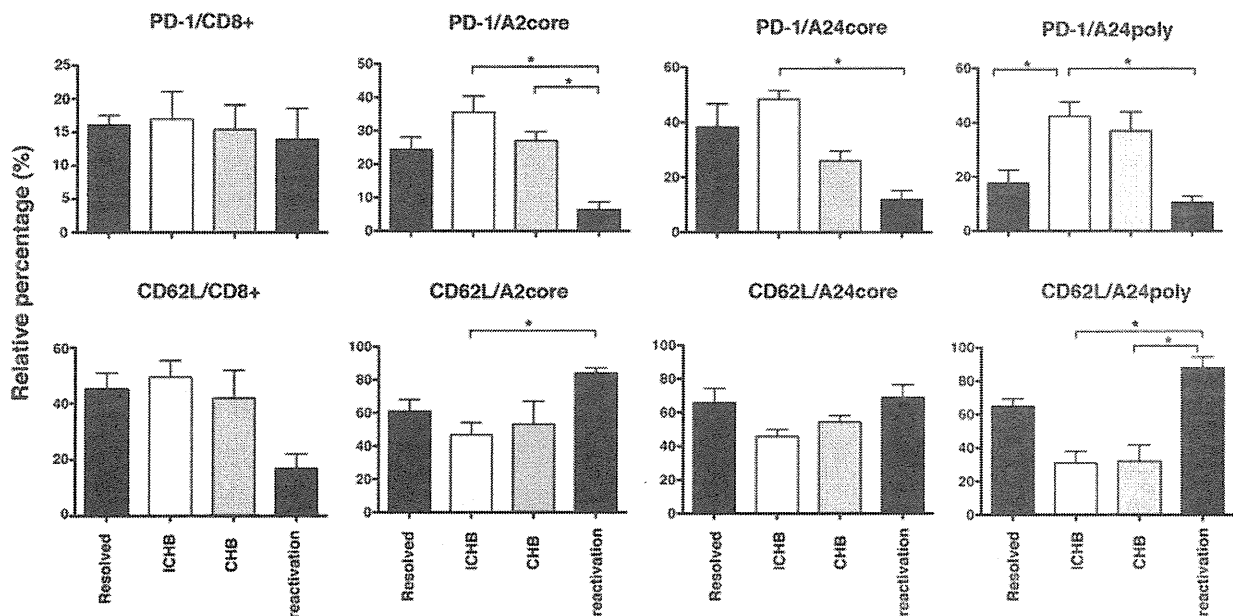 PD-1/CD8+ PD-1/A2core PD-1/A24core PD-1/A24poly
25
20
15
10
5
0
50
40
30
20
10
0
*
*
60
40
20
0
*
60
40
20
0
*
*
Relative percentage (%)
CD62L/CD8+ CD62L/A2core CD62L/A24core CD62L/A24poly
60
40
20
0
100
80
60
40
20
0
*
100
80
60
40
20
0
100
80
60
40
20
0
*
*
Resolved
ICHB
CHB
reactivation
Resolved
ICHB
CHB
reactivation
Resolved
ICHB
CHB
reactivation
Resolved
ICHB
CHB
reactivation